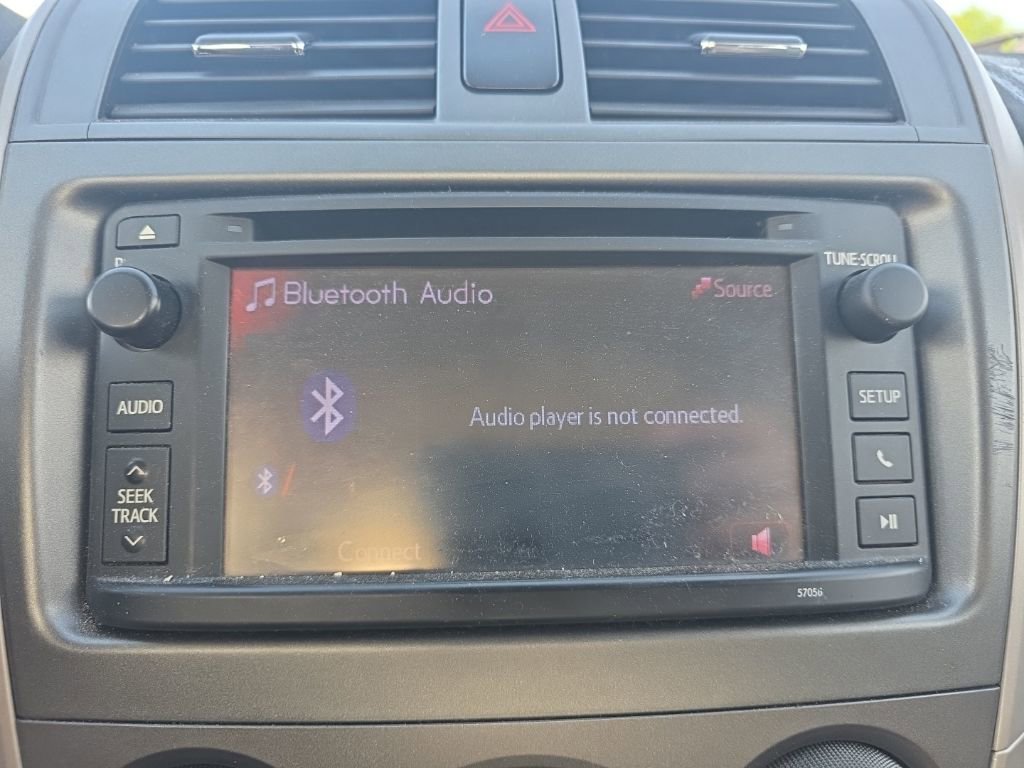 TUNE•SCROLL
Bluetooth Audio
Source
AUDIO
SETUP
Audio player is not connected.
SEEK
TRACK
Connect
57056